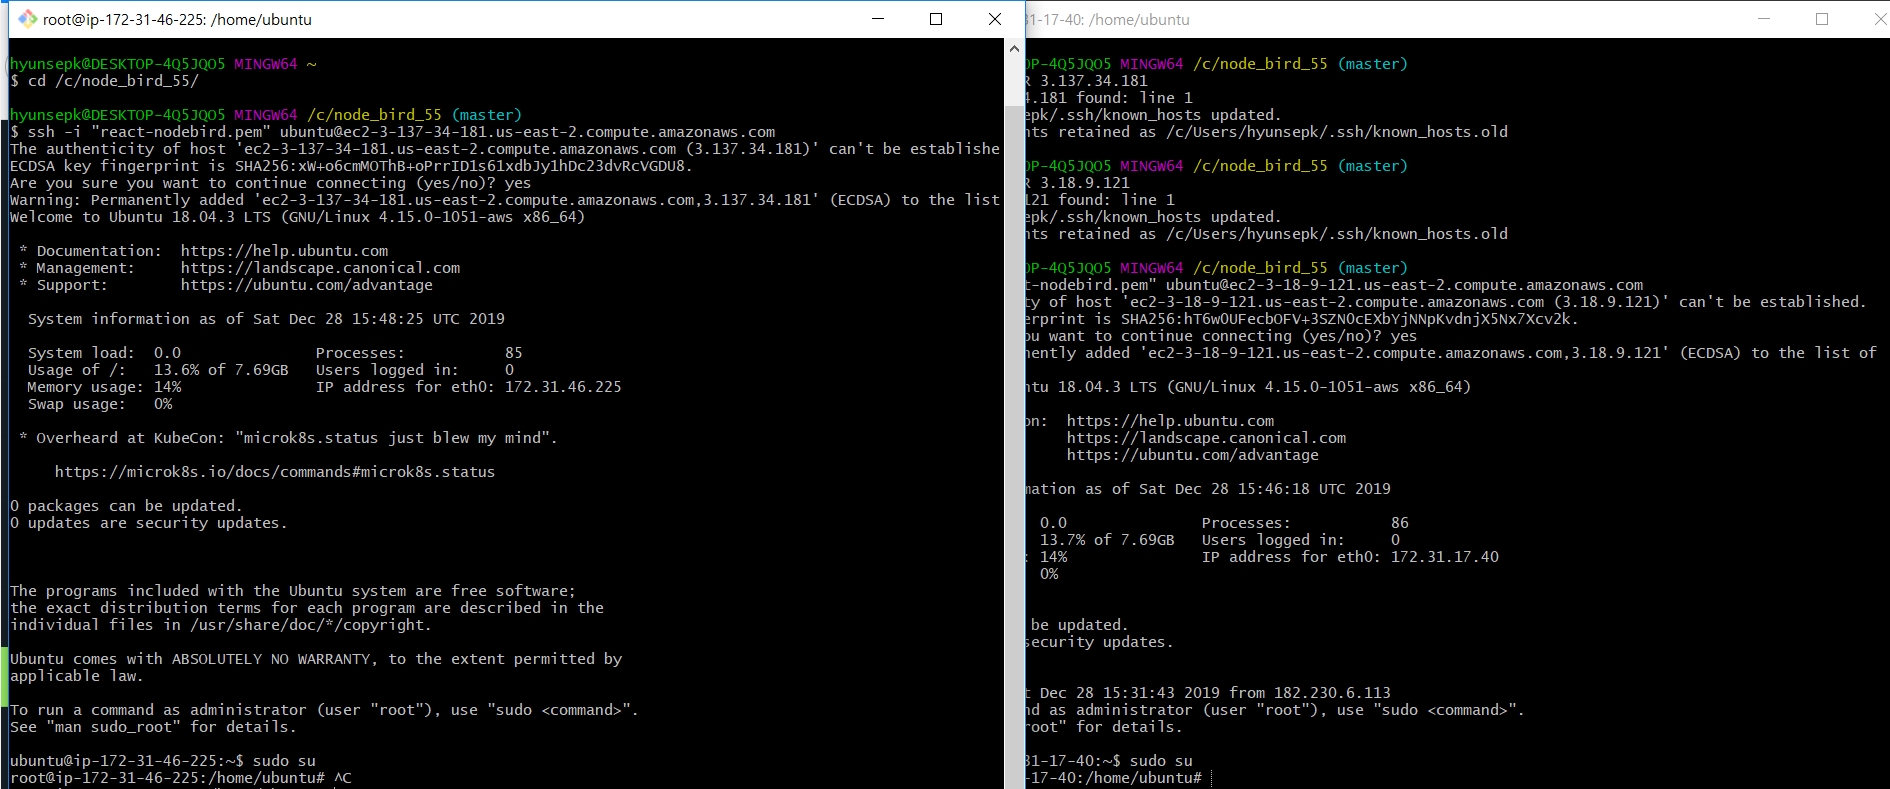 root@ip-172-31-46-225: /home/ubuntu
hyunsepk@DESKTOP-4Q5JQO5 MINGW64 ~
$ cd /c/node_bird_55/
hyunsepk@DESKTOP-4Q5JQO5 MINGW64 /c/node_bird_55 (master)
$ ssh -i "react-nodebird.pem" ubuntu@ec2-3-137-34-181.us-east-2.compute.amazonaws.com
The authenticity of host 'ec2-3-137-34-181.us-east-2.compute.amazonaws.com (3.137.34.181)' can't be establishe
ECDSA key fingerprint is SHA256:xW+o6cmMOThB+oPrrID1s61xdbJy1hDc23dvRcVGDU8.
Are you sure you want to continue connecting (yes/no)? yes
Warning: Permanently added 'ec2-3-137-34-181.us-east-2.compute.amazonaws.com,3.137.34.181' (ECDSA) to the list
Welcome to Ubuntu 18.04.3 LTS (GNU/Linux 4.15.0-1051-aws x86_64)
* Documentation:  https://help.ubuntu.com
* Management:     https://landscape.canonical.com
* Support:        https://ubuntu.com/advantage
System information as of Sat Dec 28 15:48:25 UTC 2019
System load:  0.0               Processes:           85
Usage of /:   13.6% of 7.69GB   Users logged in:     0
Memory usage: 14%               IP address for eth0: 172.31.46.225
Swap usage:   0%
* Overheard at KubeCon: "microk8s.status just blew my mind".
https://microk8s.io/docs/commands#microk8s.status
0 packages can be updated.
0 updates are security updates.
The programs included with the Ubuntu system are free software;
the exact distribution terms for each program are described in the
individual files in /usr/share/doc/*/copyright.
Ubuntu comes with ABSOLUTELY NO WARRANTY, to the extent permitted by
applicable law.
To run a command as administrator (user "root"), use "sudo <command>".
See "man sudo_root" for details.
ubuntu@ip-172-31-46-225:~$ sudo su
root@ip-172-31-46-225:/home/ubuntu# ^C
31-17-40: /home/ubuntu
OP-4Q5JQO5 MINGW64 /c/node_bird_55 (master)
R 3.137.34.181
4.181 found: line 1
epk/.ssh/known_hosts updated.
nts retained as /c/Users/hyunsepk/.ssh/known_hosts.old
OP-4Q5JQO5 MINGW64 /c/node_bird_55 (master)
R 3.18.9.121
121 found: line 1
epk/.ssh/known_hosts updated.
nts retained as /c/Users/hyunsepk/.ssh/known_hosts.old
OP-4Q5JQO5 MINGW64 /c/node_bird_55 (master)
t-nodebird.pem" ubuntu@ec2-3-18-9-121.us-east-2.compute.amazonaws.com
ty of host 'ec2-3-18-9-121.us-east-2.compute.amazonaws.com (3.18.9.121)' can't be established.
erprint is SHA256:hT6w0UFecbOFV+3SZN0cEXbYjNNpKvdnjX5Nx7Xcv2k.
ou want to continue connecting (yes/no)? yes
nently added 'ec2-3-18-9-121.us-east-2.compute.amazonaws.com,3.18.9.121' (ECDSA) to the list of
ntu 18.04.3 LTS (GNU/Linux 4.15.0-1051-aws x86_64)
on:  https://help.ubuntu.com
https://landscape.canonical.com
https://ubuntu.com/advantage
mation as of Sat Dec 28 15:46:18 UTC 2019
0.0               Processes:           86
13.7% of 7.69GB   Users logged in:     0
: 14%               IP address for eth0: 172.31.17.40
0%
be updated.
security updates.
t Dec 28 15:31:43 2019 from 182.230.6.113
nd as administrator (user "root"), use "sudo <command>".
root" for details.
31-17-40:~$ sudo su
-17-40:/home/ubuntu#